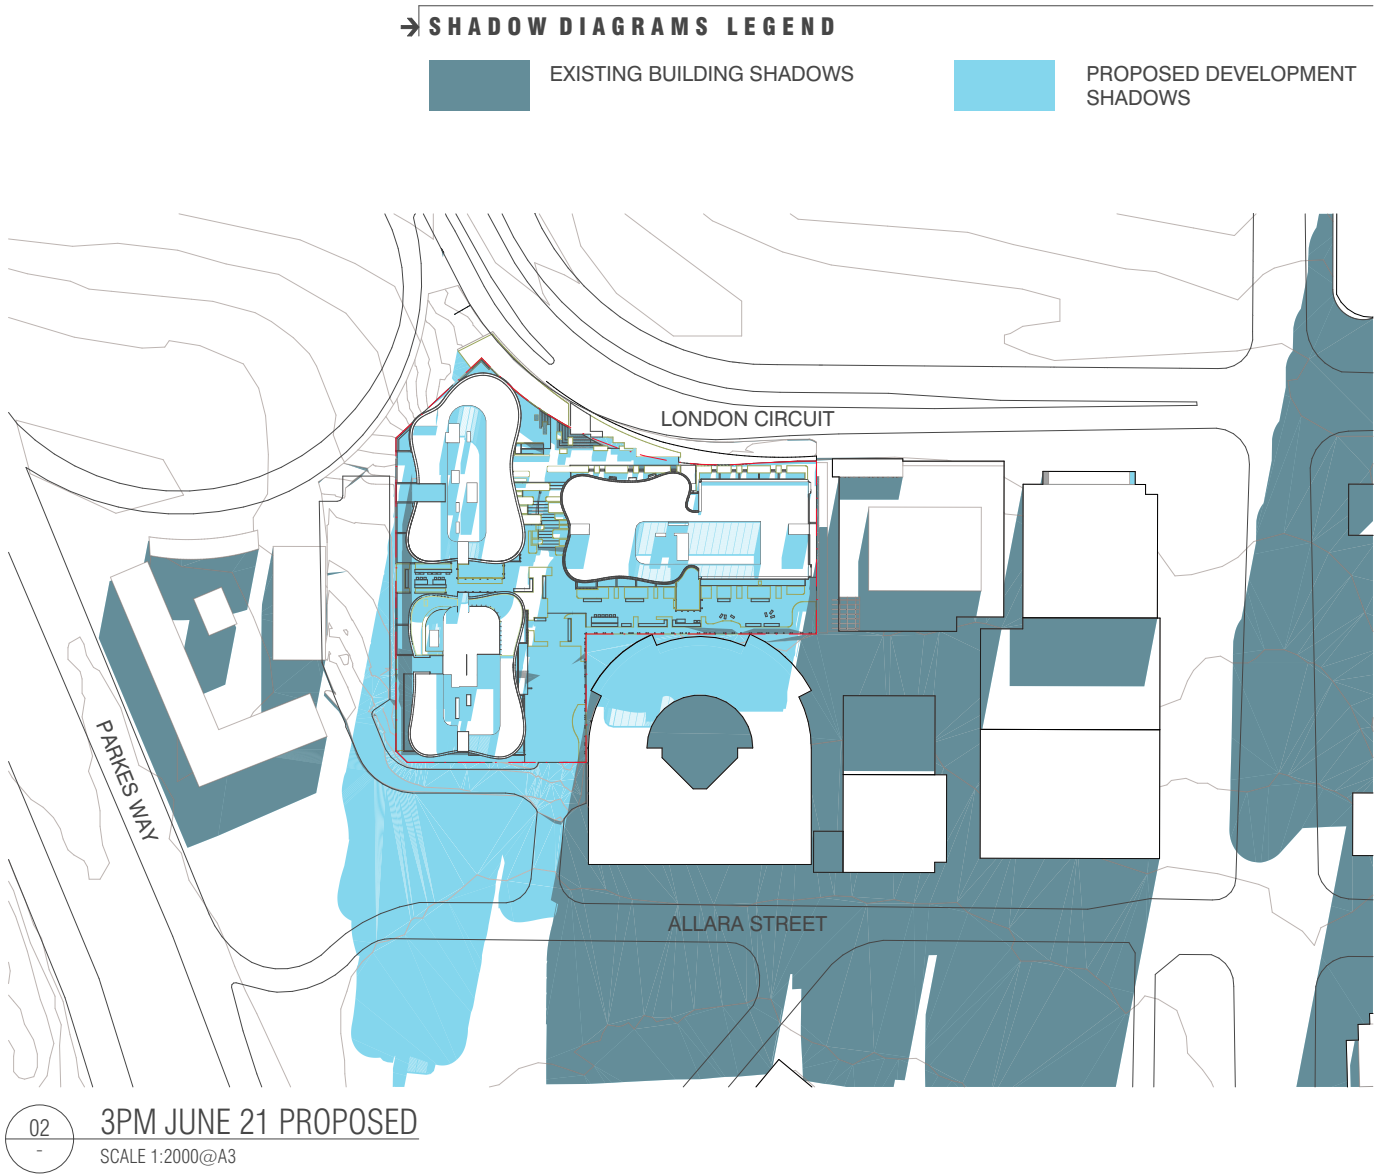 SHADOW DIAGRAMS LEGEND
EXISTING BUILDING SHADOWS
PROPOSED DEVELOPMENT
SHADOWS
LONDON CIRCUIT
PARKES WAY
ALLARA STREET
02
-
3PM JUNE 21 PROPOSED
SCALE 1:2000@A3